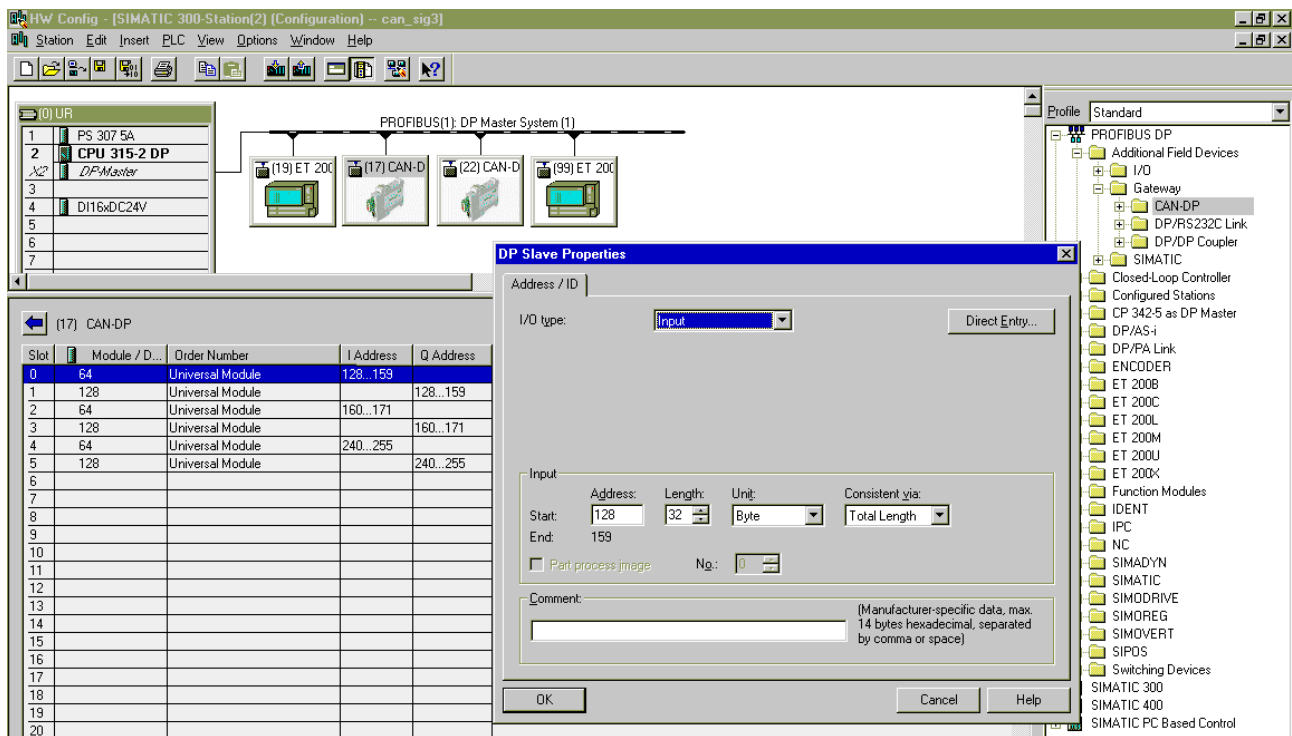 HW Config - [SIMATIC 300-Station(2) (Configuration) -- can_sig3]
Station Edit Insert PLC View Options Window Help
(0) UR
1 PS 307 5A
2 CPU 315-2 DP
X2 DP-Master
3
4 DI16xDC24V
5
6
7
PROFIBUS(1): DP Master System (1)
(19) ET 200
(17) CAN-D
(22) CAN-D
(99) ET 200
Profile Standard
PROFIBUS DP
Additional Field Devices
I/O
Gateway
CAN-DP
DP/RS232C Link
DP/DP Coupler
SIMATIC
Closed-Loop Controller
Configured Stations
CP 342-5 as DP Master
DP/AS-i
DP/PA Link
ENCODER
ET 200B
ET 200C
ET 200L
ET 200M
ET 200U
ET 200X
Function Modules
IDENT
IPC
NC
SIMADYN
SIMATIC
SIMODRIVE
SIMOREG
SIMOVERT
SIPOS
Switching Devices
SIMATIC 300
SIMATIC 400
SIMATIC PC Based Control
(17) CAN-DP
Slot Module / D... Order Number I Address Q Address
0 64 Universal Module 128...159
1 128 Universal Module 128...159
2 64 Universal Module 160...171
3 128 Universal Module 160...171
4 64 Universal Module 240...255
5 128 Universal Module 240...255
6
7
8
9
10
11
12
13
14
15
16
17
18
19
20
DP Slave Properties
Address / ID
I/O type: Input Direct Entry...
Input
Address: Length: Unit: Consistent via:
Start: 128 32 Byte Total Length
End: 159
Part process image No.: 0
Comment:
(Manufacturer-specific data, max.
14 bytes hexadecimal, separated
by comma or space)
OK Cancel Help